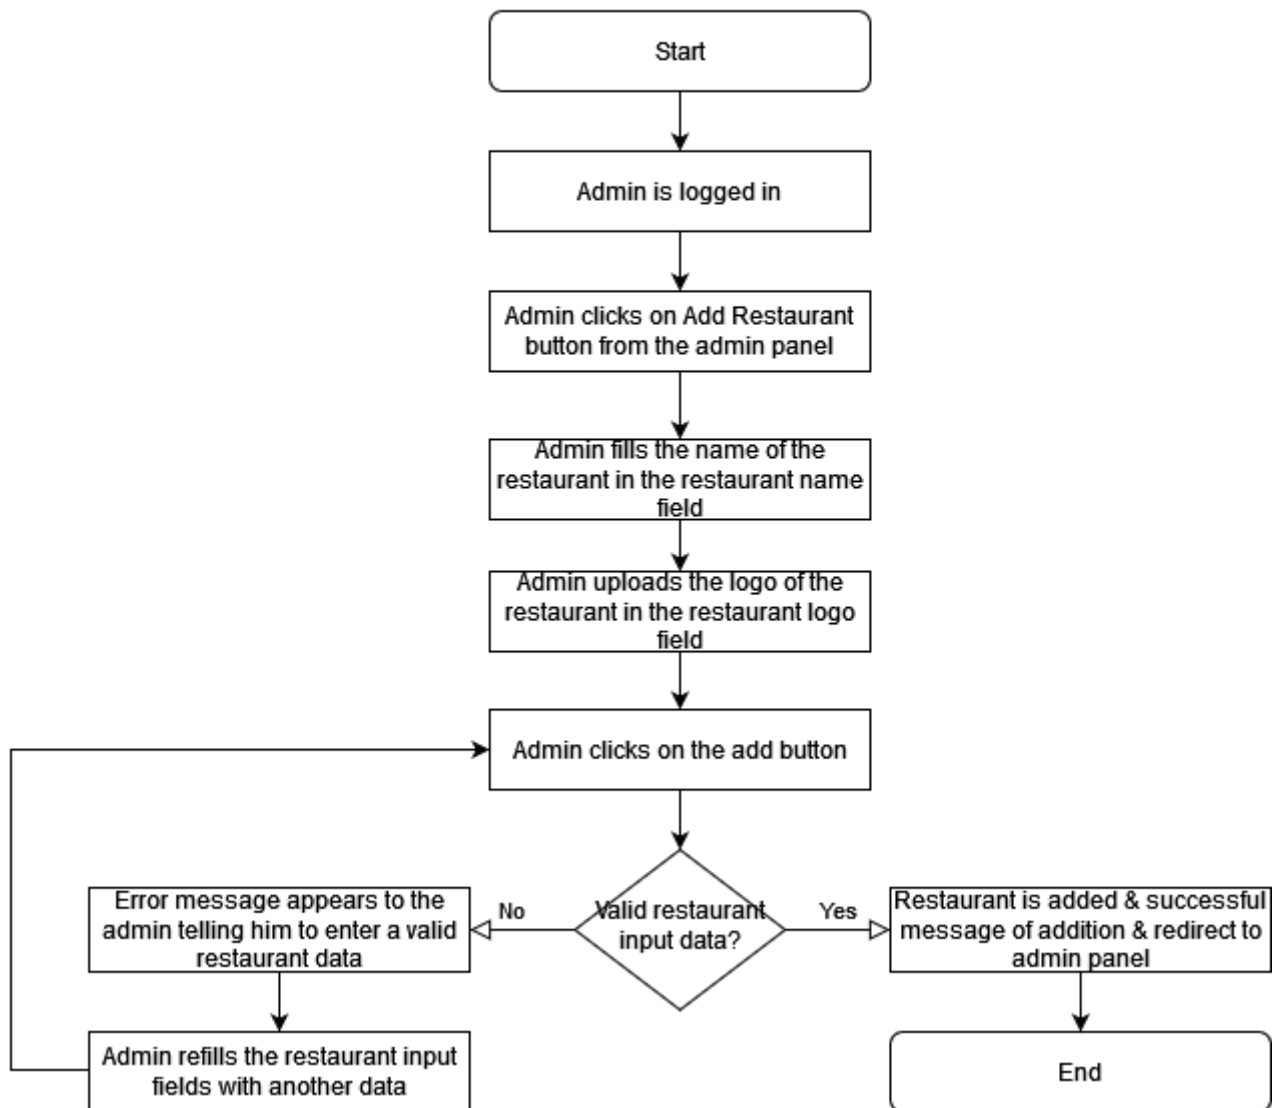 Start
Admin is logged in
Admin clicks on Add Restaurant
button from the admin panel
Admin fills the name of the
restaurant in the restaurant name
field
Admin uploads the logo of the
restaurant in the restaurant logo
field
Admin clicks on the add button
Valid restaurant
input data?
No
Yes
Error message appears to the
admin telling him to enter a valid
restaurant data
Restaurant is added & successful
message of addition & redirect to
admin panel
Admin refills the restaurant input
fields with another data
End